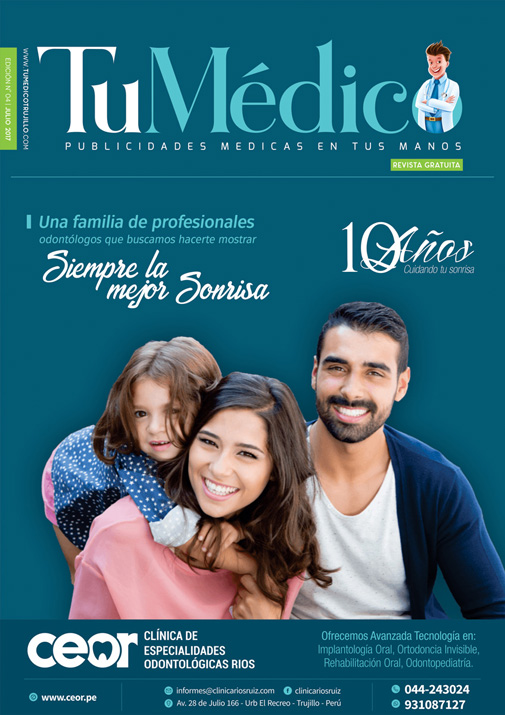 EDICIÓN N° 04 | JULIO 2017
WWW.TUMEDICOTRUJILLO.COM
TuMédico
PUBLICIDADES MEDICAS EN TUS MANOS
REVISTA GRATUITA
Una familia de profesionales
odontólogos que buscamos hacerte mostrar
Siempre la
mejor Sonrisa
10 Años
Cuidando tu sonrisa
ceor
CLÍNICA DE
ESPECIALIDADES
ODONTOLÓGICAS RIOS
Ofrecemos Avanzada Tecnología en:
Implantología Oral, Ortodoncia Invisible,
Rehabilitación Oral, Odontopediatría.
www.ceor.pe
informes@clinicariosruiz.com clinicariosruiz
Av. 28 de Julio 166 - Urb El Recreo - Trujillo - Perú
044-243024
931087127